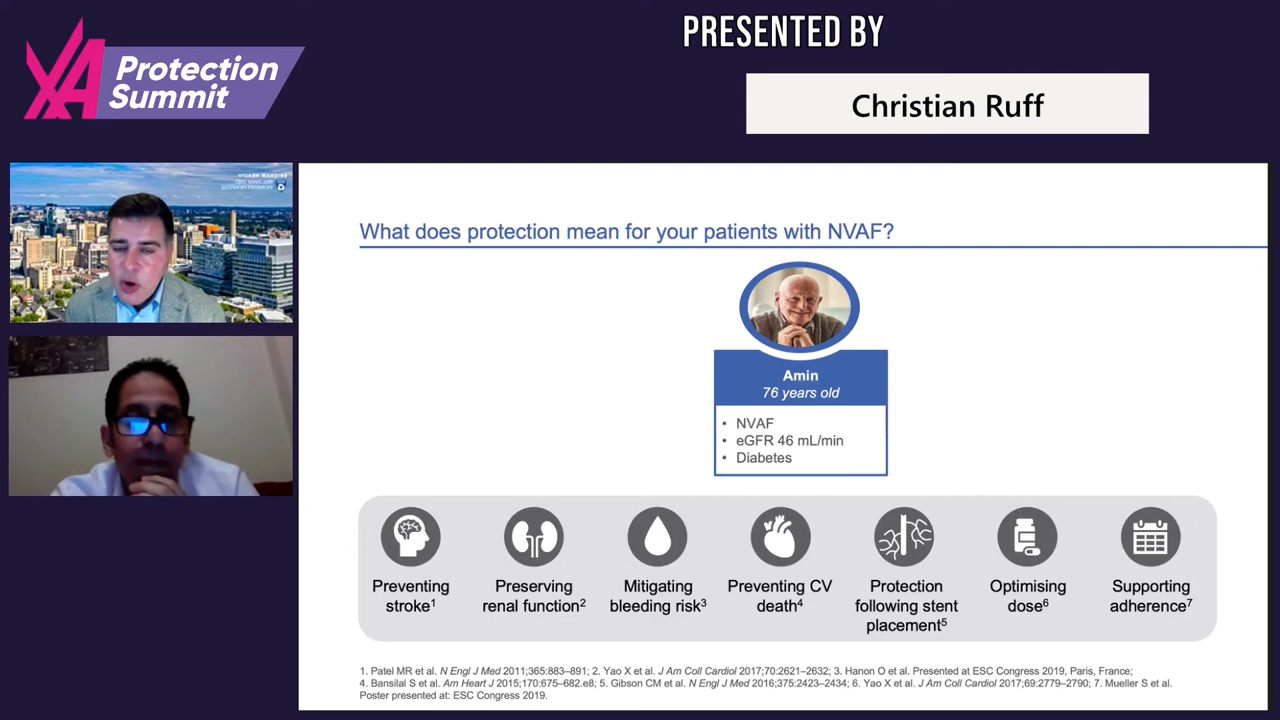 PRESENTED BY
XA Protection
Summit
Christian Ruff
What does protection mean for your patients with NVAF?
Amin
76 years old
• NVAF
• eGFR 46 mL/min
• Diabetes
Preventing
stroke1
Preserving
renal function2
Mitigating
bleeding risk3
Preventing CV
death4
Protection
following stent
placement5
Optimising
dose6
Supporting
adherence7
1. Patel MR et al. N Engl J Med 2011;365:883–891; 2. Yao X et al. J Am Coll Cardiol 2017;70:2621–2632; 3. Hanon O et al. Presented at ESC Congress 2019, Paris, France;
4. Bansilal S et al. Am Heart J 2015;170:675–682.e8; 5. Gibson CM et al. N Engl J Med 2016;375:2423–2434; 6. Yao X et al. J Am Coll Cardiol 2017;69:2779–2790; 7. Mueller S et al.
Poster presented at: ESC Congress 2019.